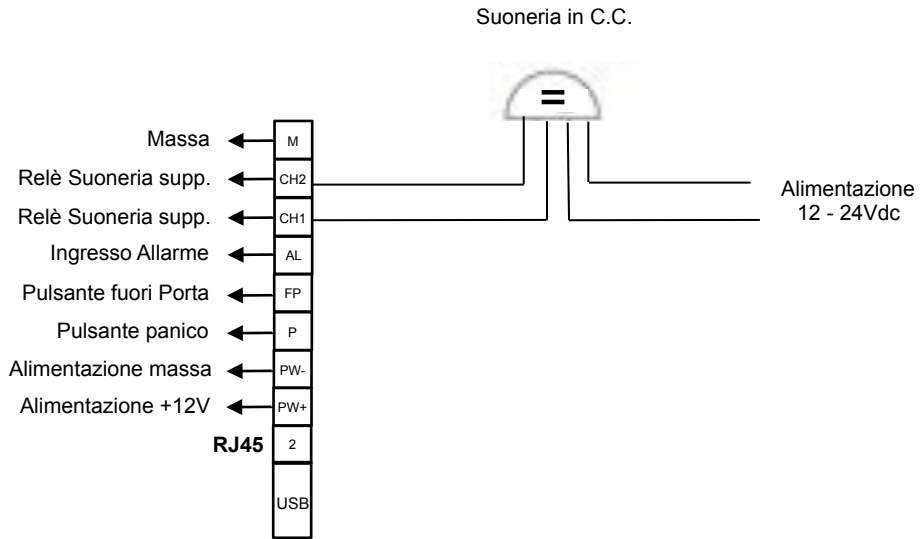 Suoneria in C.C.
=
Massa M
Relè Suoneria supp. CH2
Relè Suoneria supp. CH1
Ingresso Allarme AL
Pulsante fuori Porta FP
Pulsante panico P
Alimentazione massa PW-
Alimentazione +12V PW+
RJ45 2
USB
Alimentazione
12 - 24Vdc